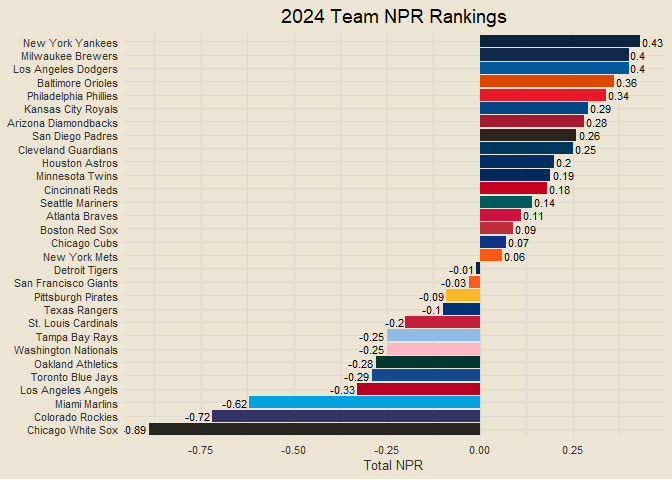 2024 Team NPR Rankings
New York Yankees 0.43
Milwaukee Brewers 0.4
Los Angeles Dodgers 0.4
Baltimore Orioles 0.36
Philadelphia Phillies 0.34
Kansas City Royals 0.29
Arizona Diamondbacks 0.28
San Diego Padres 0.26
Cleveland Guardians 0.25
Houston Astros 0.2
Minnesota Twins 0.19
Cincinnati Reds 0.18
Seattle Mariners 0.14
Atlanta Braves 0.11
Boston Red Sox 0.09
Chicago Cubs 0.07
New York Mets 0.06
Detroit Tigers -0.01
San Francisco Giants -0.03
Pittsburgh Pirates -0.09
Texas Rangers -0.1
St. Louis Cardinals -0.2
Tampa Bay Rays -0.25
Washington Nationals -0.25
Oakland Athletics -0.28
Toronto Blue Jays -0.29
Los Angeles Angels -0.33
Miami Marlins -0.62
Colorado Rockies -0.72
Chicago White Sox -0.89
-0.75 -0.50 -0.25 0.00 0.25
Total NPR